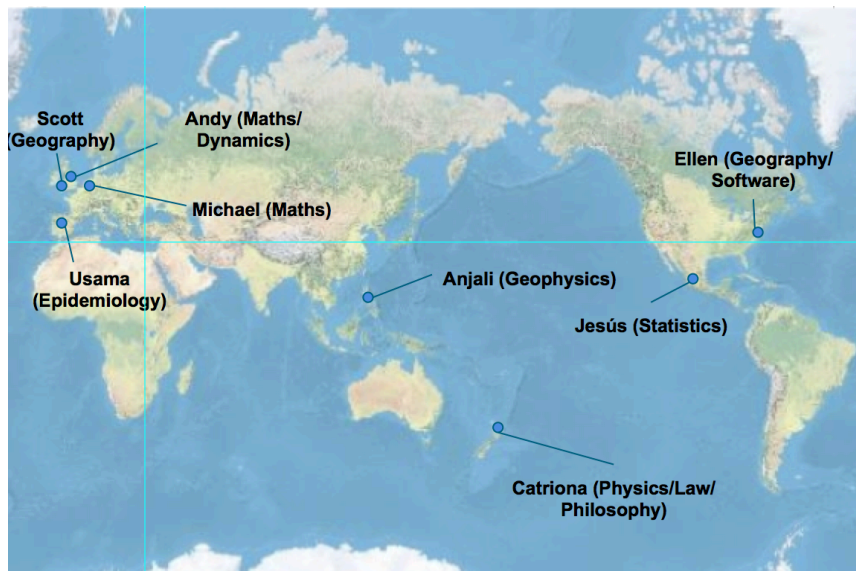 Scott
(Geography)
Andy (Maths/
Dynamics)
Michael (Maths)
Usama
(Epidemiology)
Anjali (Geophysics)
Ellen (Geography/
Software)
Jesús (Statistics)
Catriona (Physics/Law/
Philosophy)